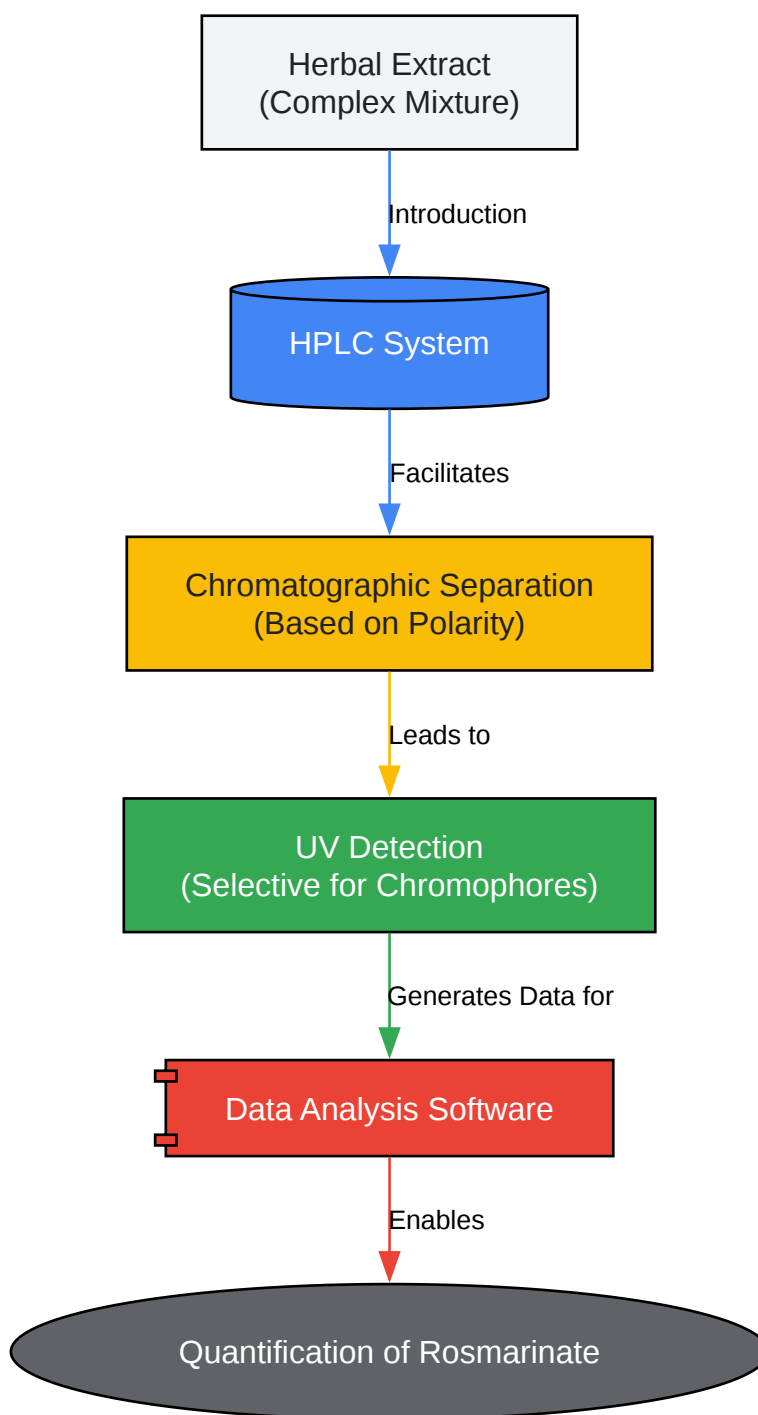 Herbal Extract
(Complex Mixture)
Introduction
HPLC System
Facilitates
Chromatographic Separation
(Based on Polarity)
Leads to
UV Detection
(Selective for Chromophores)
Generates Data for
Data Analysis Software
Enables
Quantification of Rosmarinate